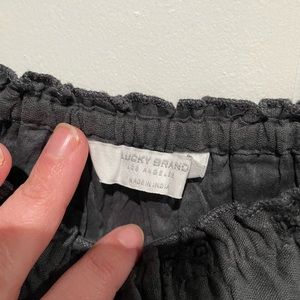 LUCKY BRAND
LOS ANGELES
MADE IN INDIA